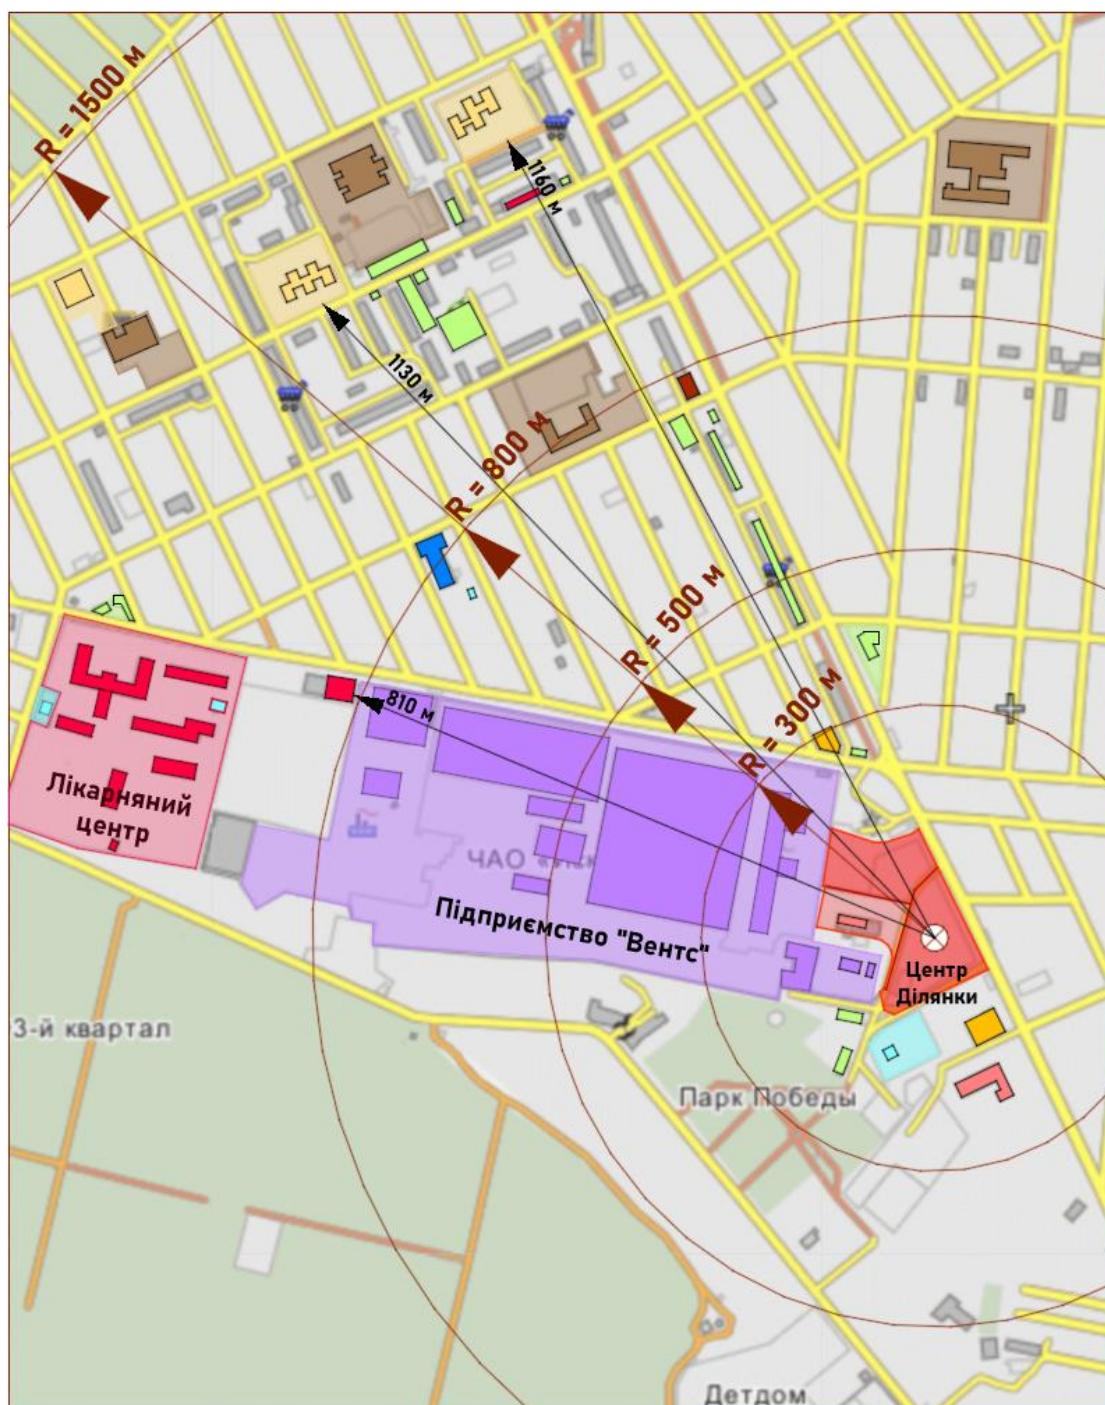 R = 1500 м
1160 м
1130 м
R = 800 м
R = 500 м
R = 300 м
810 м
Лікарняний
центр
ЧАО
Підприємство "Вентс"
Центр
Ділянки
3-й квартал
Парк Победы
Детдом